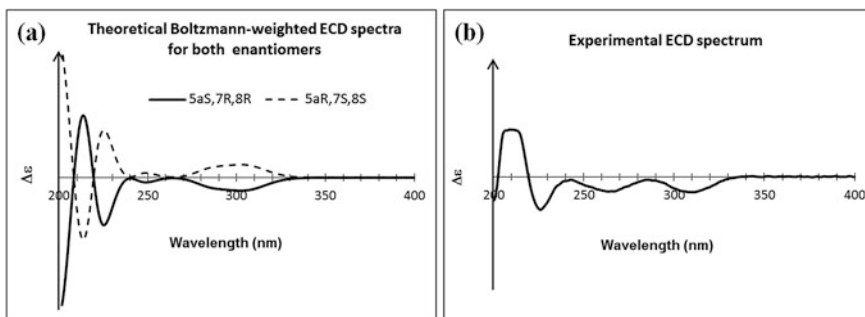 (a)
Theoretical Boltzmann-weighted ECD spectra
for both enantiomers
5aS,7R,8R
5aR,7S,8S
Δε
200 250 300 350 400
Wavelength (nm)
(b)
Experimental ECD spectrum
Δε
200 250 300 350 400
Wavelength (nm)